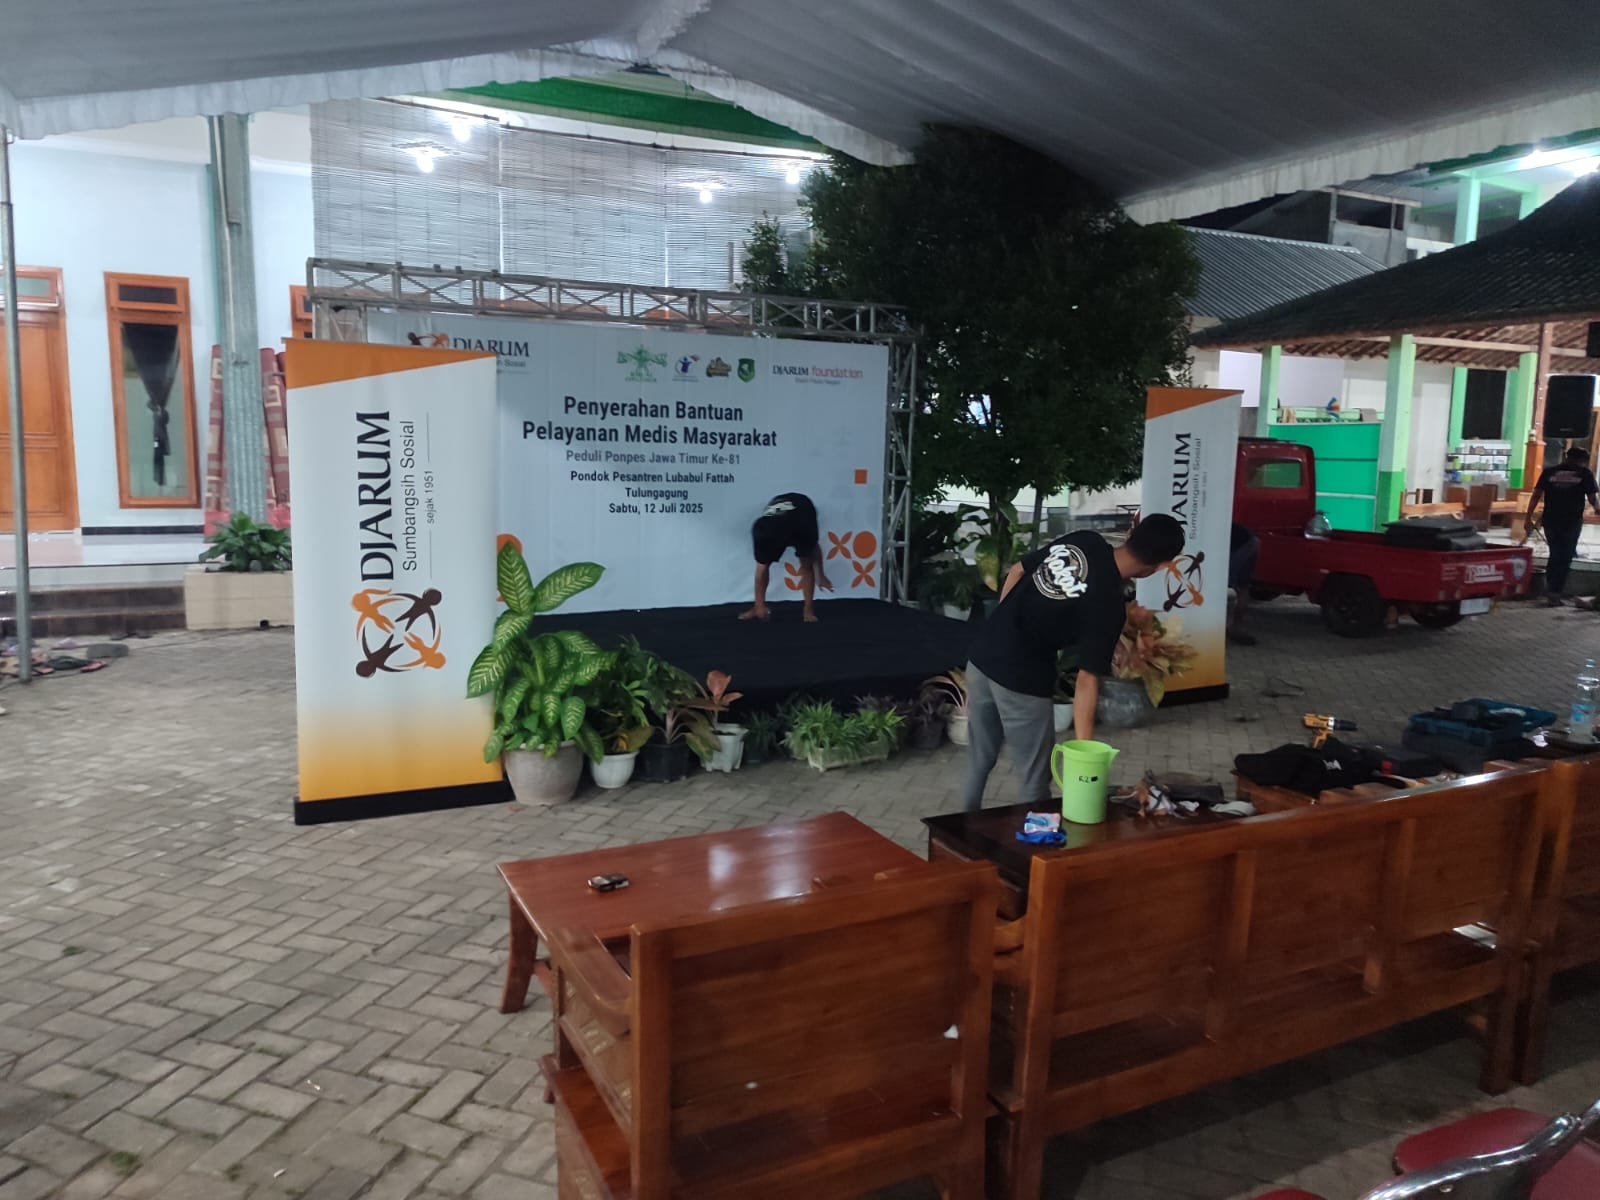 DJARUM
Sumbangsih Sosial
sejak 1951
DJARUM
Sosial
DJARUM foundation
Penyerahan Bantuan
Pelayanan Medis Masyarakat
Peduli Ponpes Jawa Timur Ke-81
Pondok Pesantren Lubabul Fattah
Tulungagung
Sabtu, 12 Juli 2025
DJARUM
Sumbangsih Sosial
sejak 1951